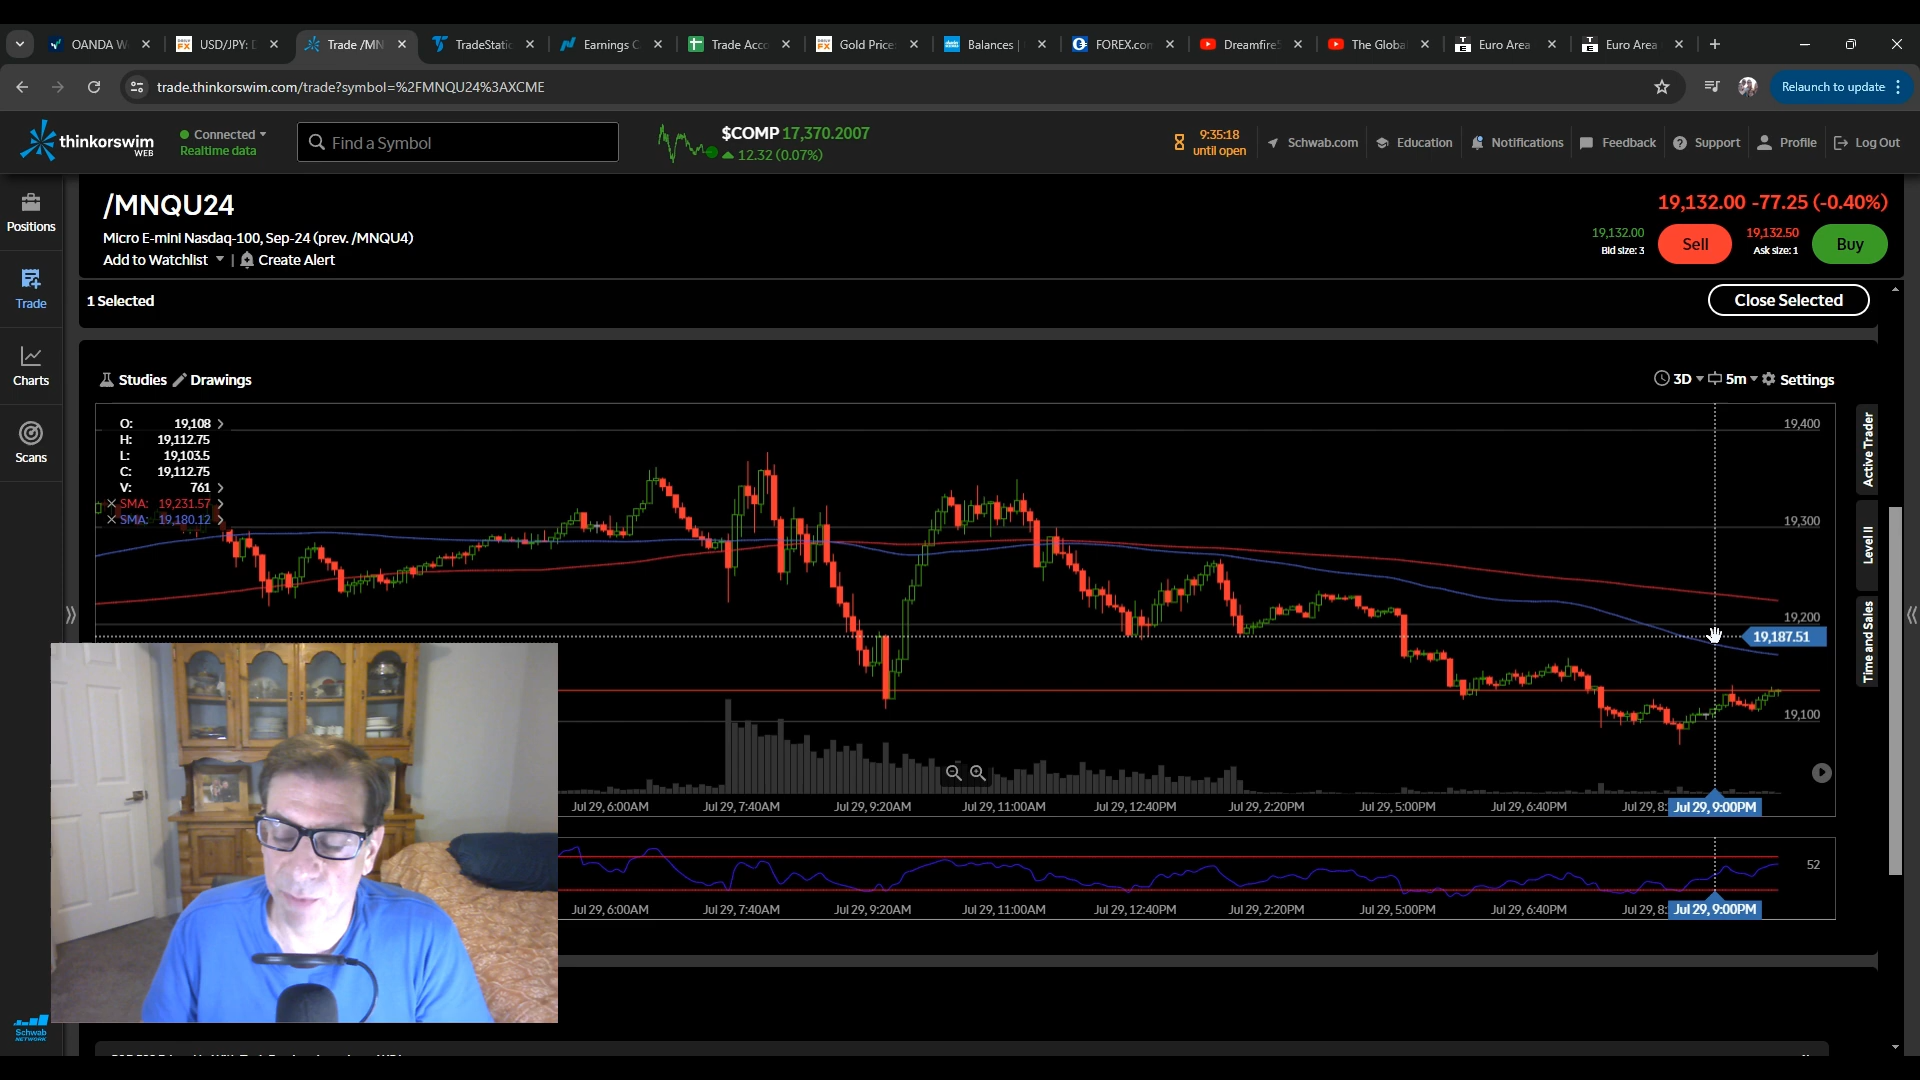 OANDA W
USD/JPY: D
Trade /MN
TradeStatic
Earnings C
Trade Acco
Gold Price
Balances |
FOREX.com
Dreamfire
The Globa
Euro Area
Euro Area
trade.thinkorswim.com/trade?symbol=%2FMNQU24%3AXCME
Relaunch to update
thinkorswim
WEB
Connected
Realtime data
Find a Symbol
$COMP 17,370.2007
12.32 (0.07%)
9:35:18
until open
Schwab.com
Education
Notifications
Feedback
Support
Profile
Log Out
Positions
Trade
Charts
Scans
/MNQU24
Micro E-mini Nasdaq-100, Sep-24 (prev. /MNQU4)
Add to Watchlist | Create Alert
19,132.00 -77.25 (-0.40%)
19,132.00
Bid size: 3
Sell
19,132.50
Ask size: 1
Buy
1 Selected
Close Selected
Studies Drawings
3D 5m Settings
O: 19,108
H: 19,112.75
L: 19,103.5
C: 19,112.75
V: 761
SMA: 19,231.57
SMA: 19,180.12
19,400
19,300
19,200
19,187.51
19,100
Active Trader
Level II
Time and Sales
Jul 29, 6:00AM Jul 29, 7:40AM Jul 29, 9:20AM Jul 29, 11:00AM Jul 29, 12:40PM Jul 29, 2:20PM Jul 29, 5:00PM Jul 29, 6:40PM Jul 29, 8: Jul 29, 9:00PM
52
Jul 29, 6:00AM Jul 29, 7:40AM Jul 29, 9:20AM Jul 29, 11:00AM Jul 29, 12:40PM Jul 29, 2:20PM Jul 29, 5:00PM Jul 29, 6:40PM Jul 29, 8: Jul 29, 9:00PM
Schwab
NETWORK